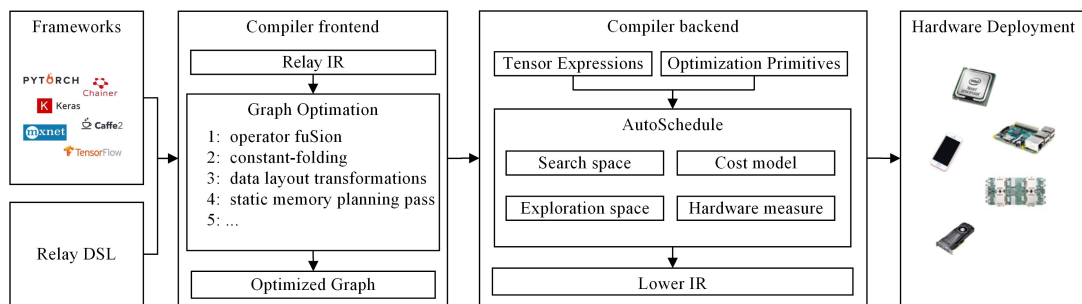 Frameworks
PYTORCH
Chainer
K Keras
mxnet
Caffe2
TensorFlow
Relay DSL
Compiler frontend
Relay IR
Graph Optimation
1: operator fuSion
2: constant-folding
3: data layout transformations
4: static memory planning pass
5: ...
Optimized Graph
Compiler backend
Tensor Expressions
Optimization Primitives
AutoSchedule
Search space
Cost model
Exploration space
Hardware measure
Lower IR
Hardware Deployment